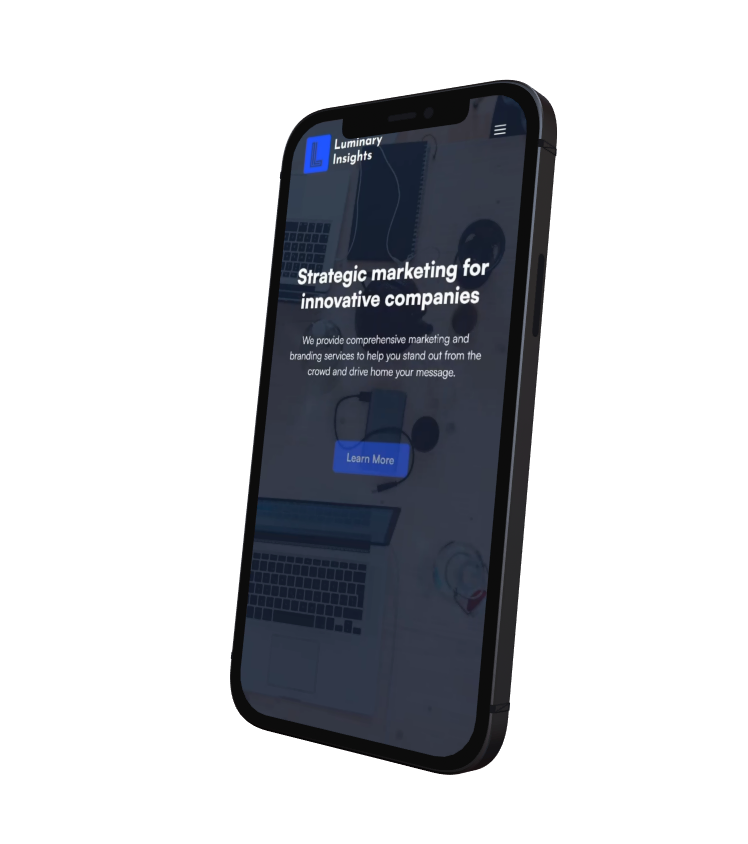 L
Luminary
Insights
Strategic marketing for
innovative companies
We provide comprehensive marketing and
branding services to help you stand out from the
crowd and drive home your message.
Learn More